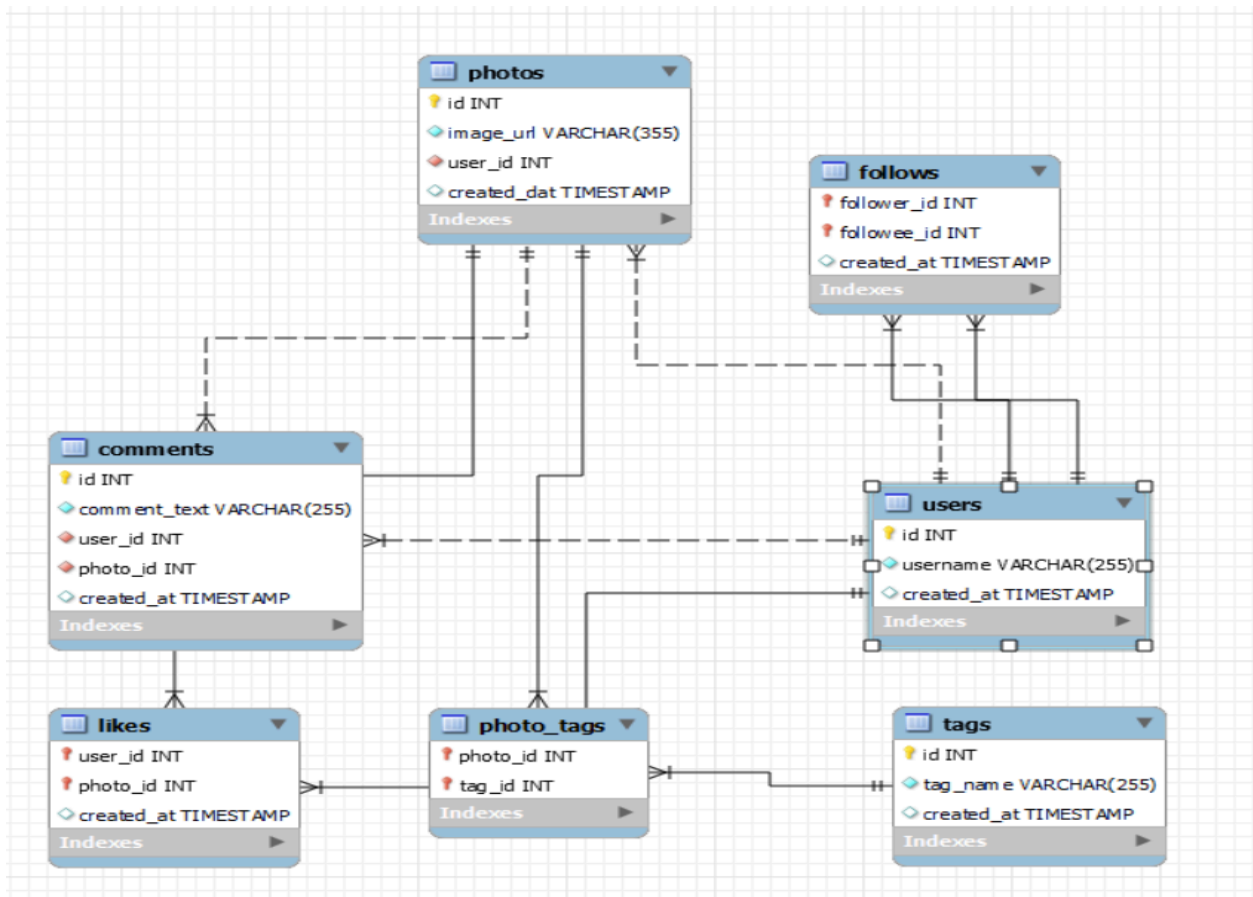 photos
id INT
image_url VARCHAR(355)
user_id INT
created_dat TIMESTAMP
Indexes
follows
follower_id INT
followee_id INT
created_at TIMESTAMP
Indexes
comments
id INT
comment_text VARCHAR(255)
user_id INT
photo_id INT
created_at TIMESTAMP
Indexes
users
id INT
username VARCHAR(255)
created_at TIMESTAMP
Indexes
likes
user_id INT
photo_id INT
created_at TIMESTAMP
Indexes
photo_tags
photo_id INT
tag_id INT
Indexes
tags
id INT
tag_name VARCHAR(255)
created_at TIMESTAMP
Indexes